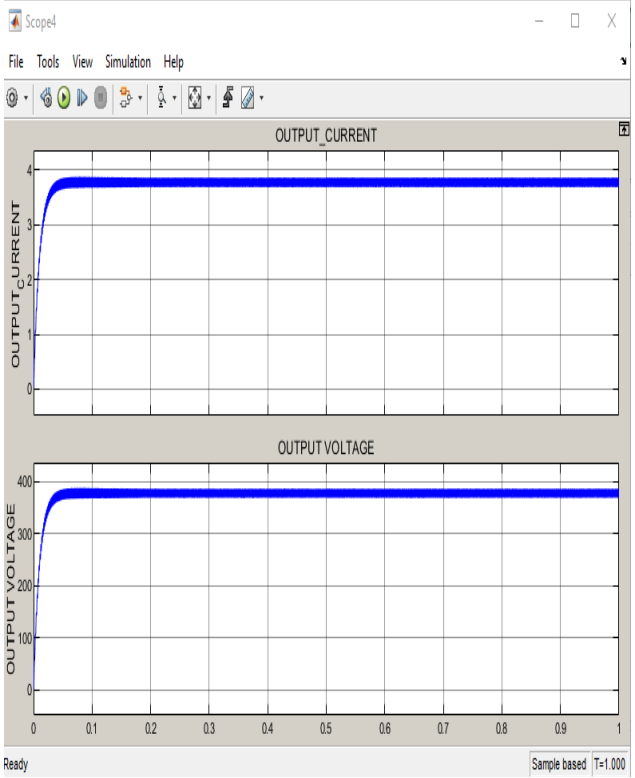 Scope4
File Tools View Simulation Help
OUTPUT_CURRENT
OUTPUT_CURRENT
4
3
2
1
0
OUTPUT VOLTAGE
OUTPUT VOLTAGE
400
300
200
100
0
0 0.1 0.2 0.3 0.4 0.5 0.6 0.7 0.8 0.9 1
Ready Sample based T=1.000